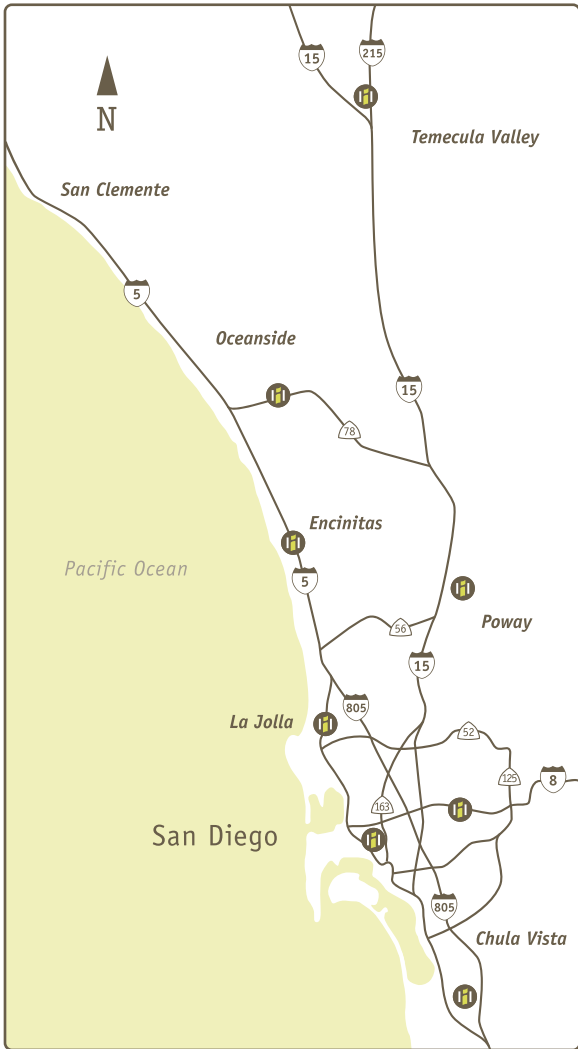 15
215
N
Temecula Valley
San Clemente
5
Oceanside
15
78
Encinitas
Pacific Ocean
5
Poway
56
15
805
La Jolla
52
125
8
163
San Diego
805
Chula Vista